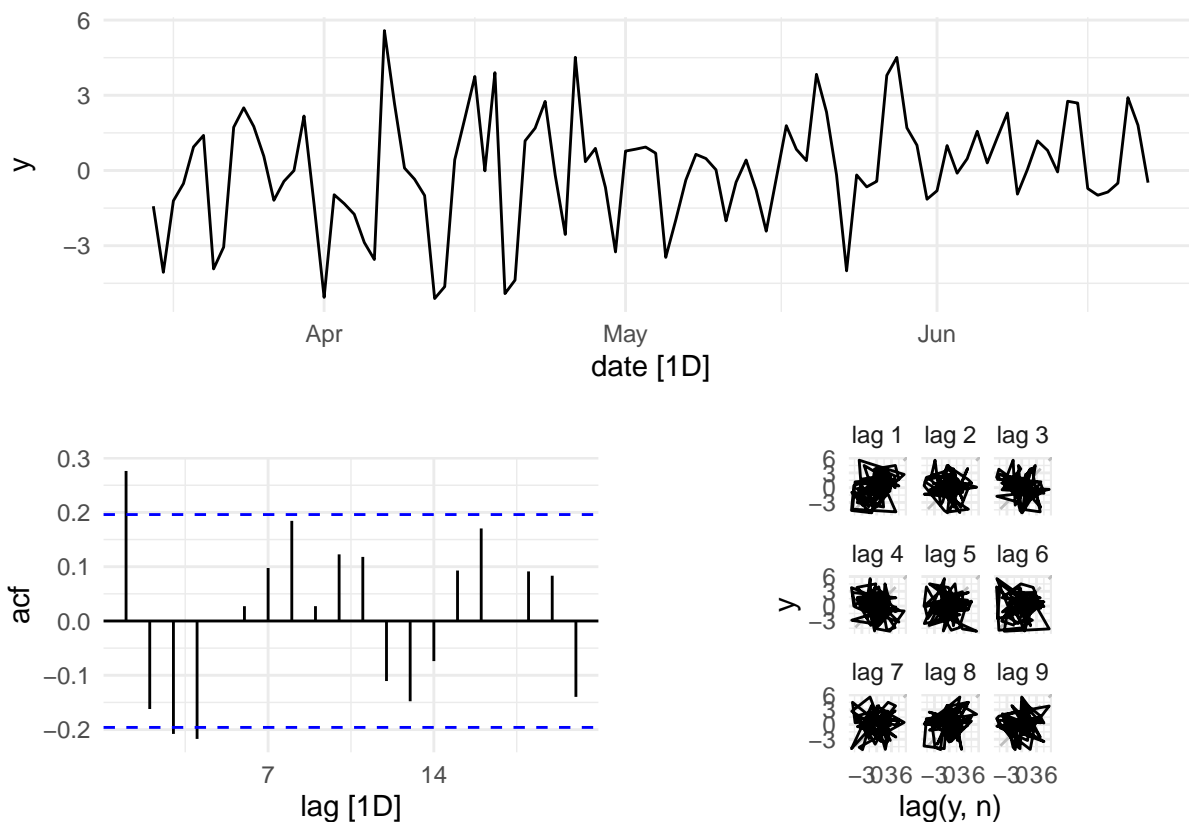 6
3
0
−3
y
Apr May Jun
date [1D]
0.3
0.2
0.1
0.0
−0.1
−0.2
acf
7 14
lag [1D]
lag 1 lag 2 lag 3
6
3
0
−3
lag 4 lag 5 lag 6
6
3
0
−3
y
lag 7 lag 8 lag 9
6
3
0
−3
−3036 −3036 −3036
lag(y, n)